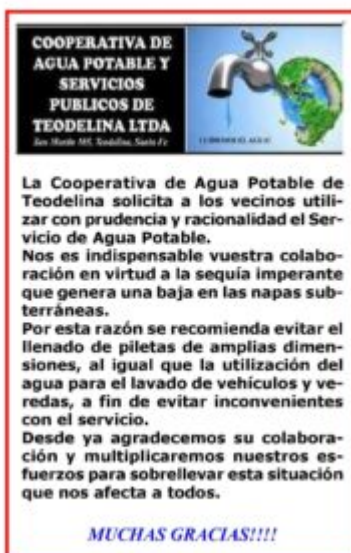 COOPERATIVA DE
AGUA POTABLE Y
SERVICIOS
PUBLICOS DE
TEODELINA LTDA
Teodelina, Santa Fe
EL AGUA!
La Cooperativa de Agua Potable de
Teodelina solicita a los vecinos utili-
zar con prudencia y racionalidad el Ser-
vicio de Agua Potable.
Nos es indispensable vuestra colabo-
ración en virtud a la sequía imperante
que genera una baja en las napas sub-
terráneas.
Por esta razón se recomienda evitar el
llenado de piletas de amplias dimen-
siones, al igual que la utilización del
agua para el lavado de vehículos y ve-
redas, a fin de evitar inconvenientes
con el servicio.
Desde ya agradecemos su colabora-
ción y multiplicaremos nuestros es-
fuerzos para sobrellevar esta situación
que nos afecta a todos.
MUCHAS GRACIAS!!!!